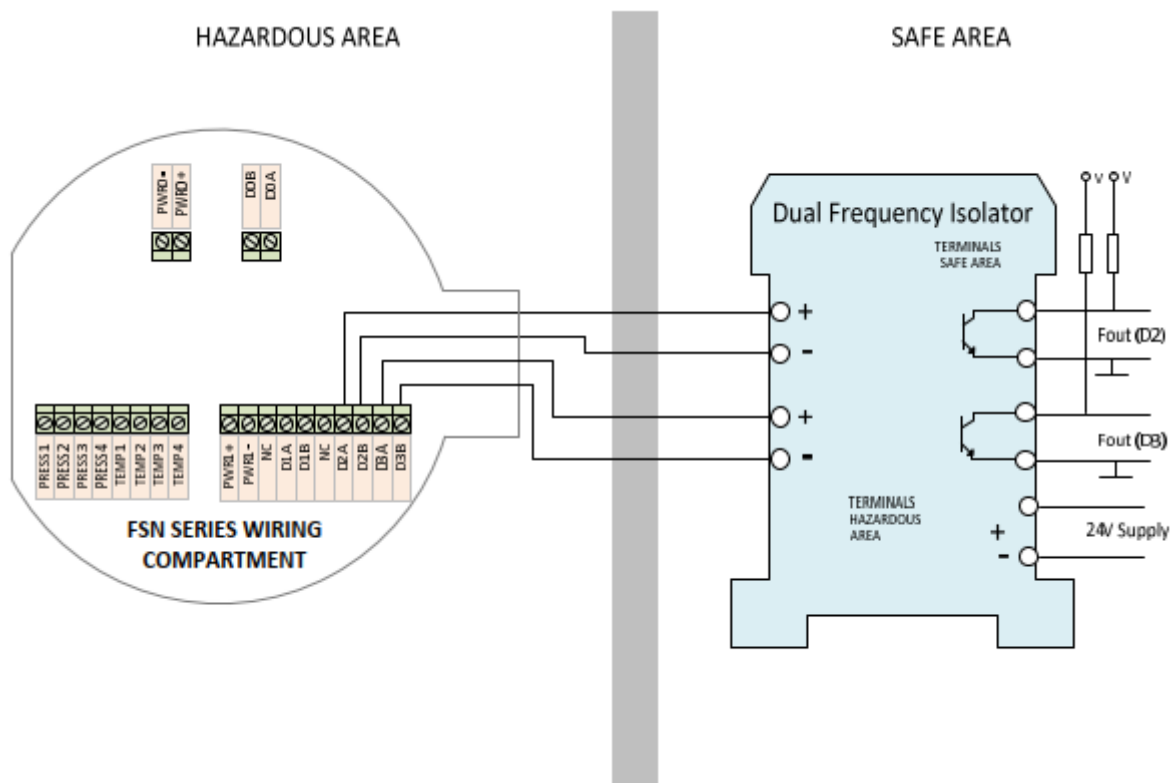 HAZARDOUS AREA
SAFE AREA
PWR0-
PWR0+
D0B
D0A
Dual Frequency Isolator
TERMINALS
SAFE AREA
V
V
+
-
+
-
Fout (D2)
Fout (D3)
PRESS1
PRESS2
PRESS3
PRESS4
TEMP1
TEMP2
TEMP3
TEMP4
PWR1+
PWR1-
NC
D1A
D1B
NC
D2A
D2B
D3A
D3B
FSN SERIES WIRING
COMPARTMENT
TERMINALS
HAZARDOUS
AREA
+
-
24V Supply